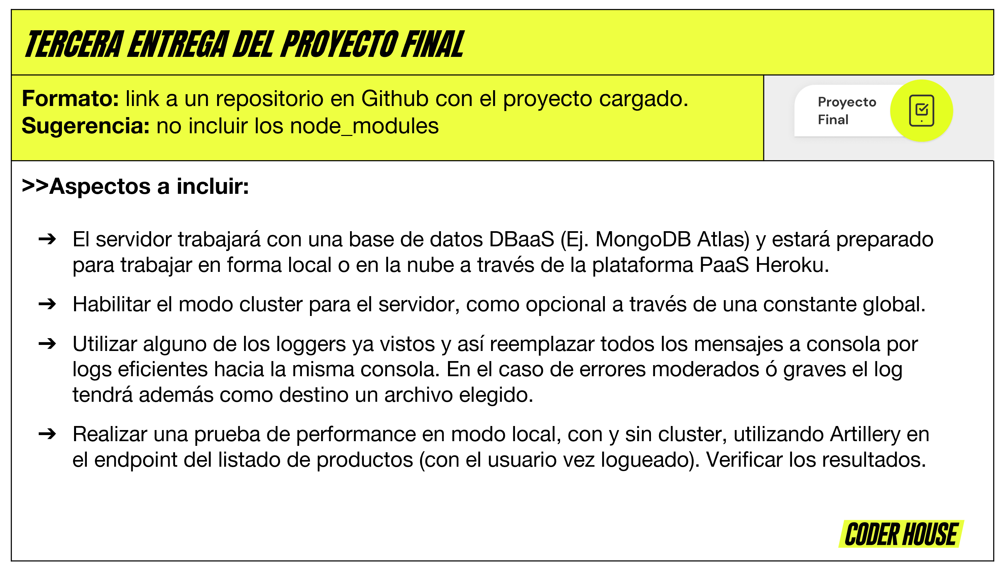 TERCERA ENTREGA DEL PROYECTO FINAL
Formato: link a un repositorio en Github con el proyecto cargado.
Sugerencia: no incluir los node_modules
Proyecto
Final
>>Aspectos a incluir:
➔ El servidor trabajará con una base de datos DBaaS (Ej. MongoDB Atlas) y estará preparado
para trabajar en forma local o en la nube a través de la plataforma PaaS Heroku.
➔ Habilitar el modo cluster para el servidor, como opcional a través de una constante global.
➔ Utilizar alguno de los loggers ya vistos y así reemplazar todos los mensajes a consola por
logs eficientes hacia la misma consola. En el caso de errores moderados ó graves el log
tendrá además como destino un archivo elegido.
➔ Realizar una prueba de performance en modo local, con y sin cluster, utilizando Artillery en
el endpoint del listado de productos (con el usuario vez logueado). Verificar los resultados.
CODER HOUSE